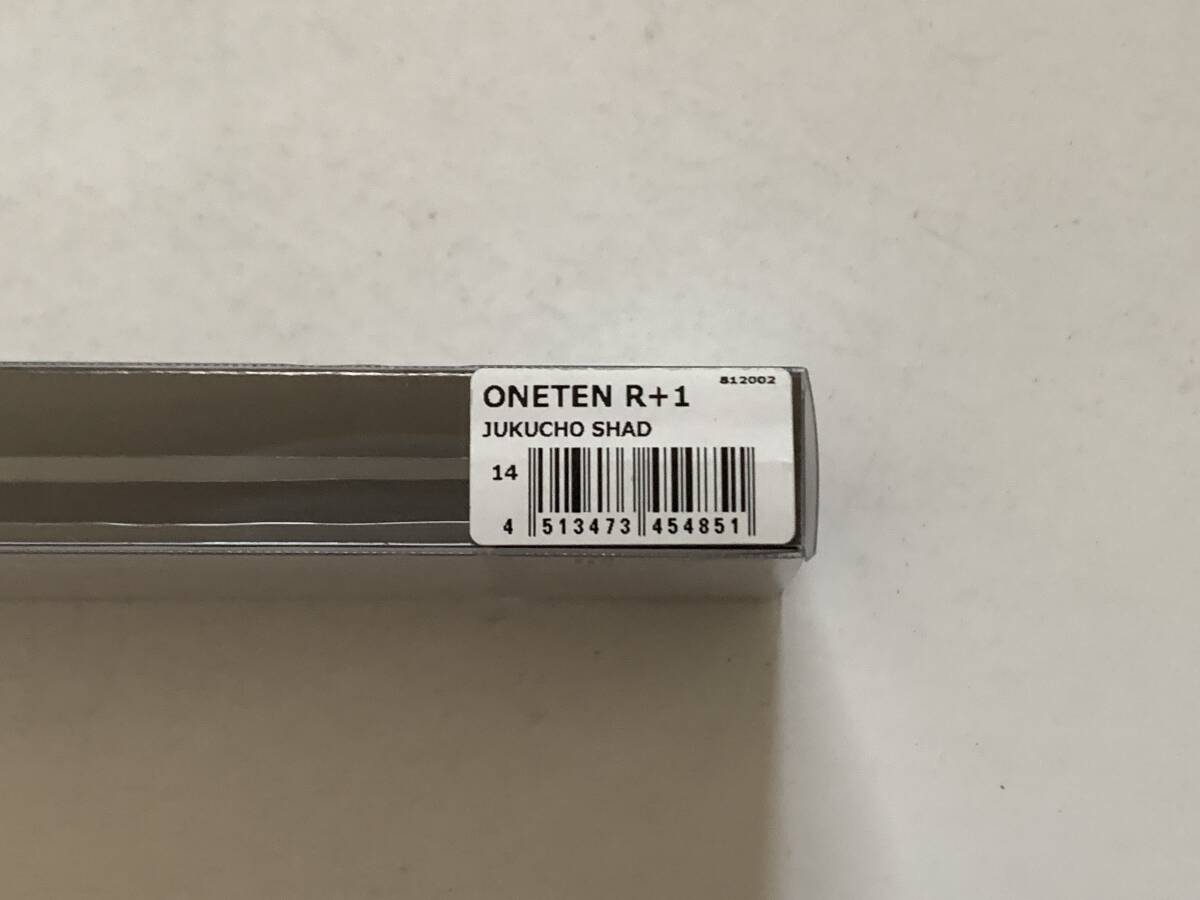 ONETEN R+1
812002
JUKUCHO SHAD
14
4 513473 454851